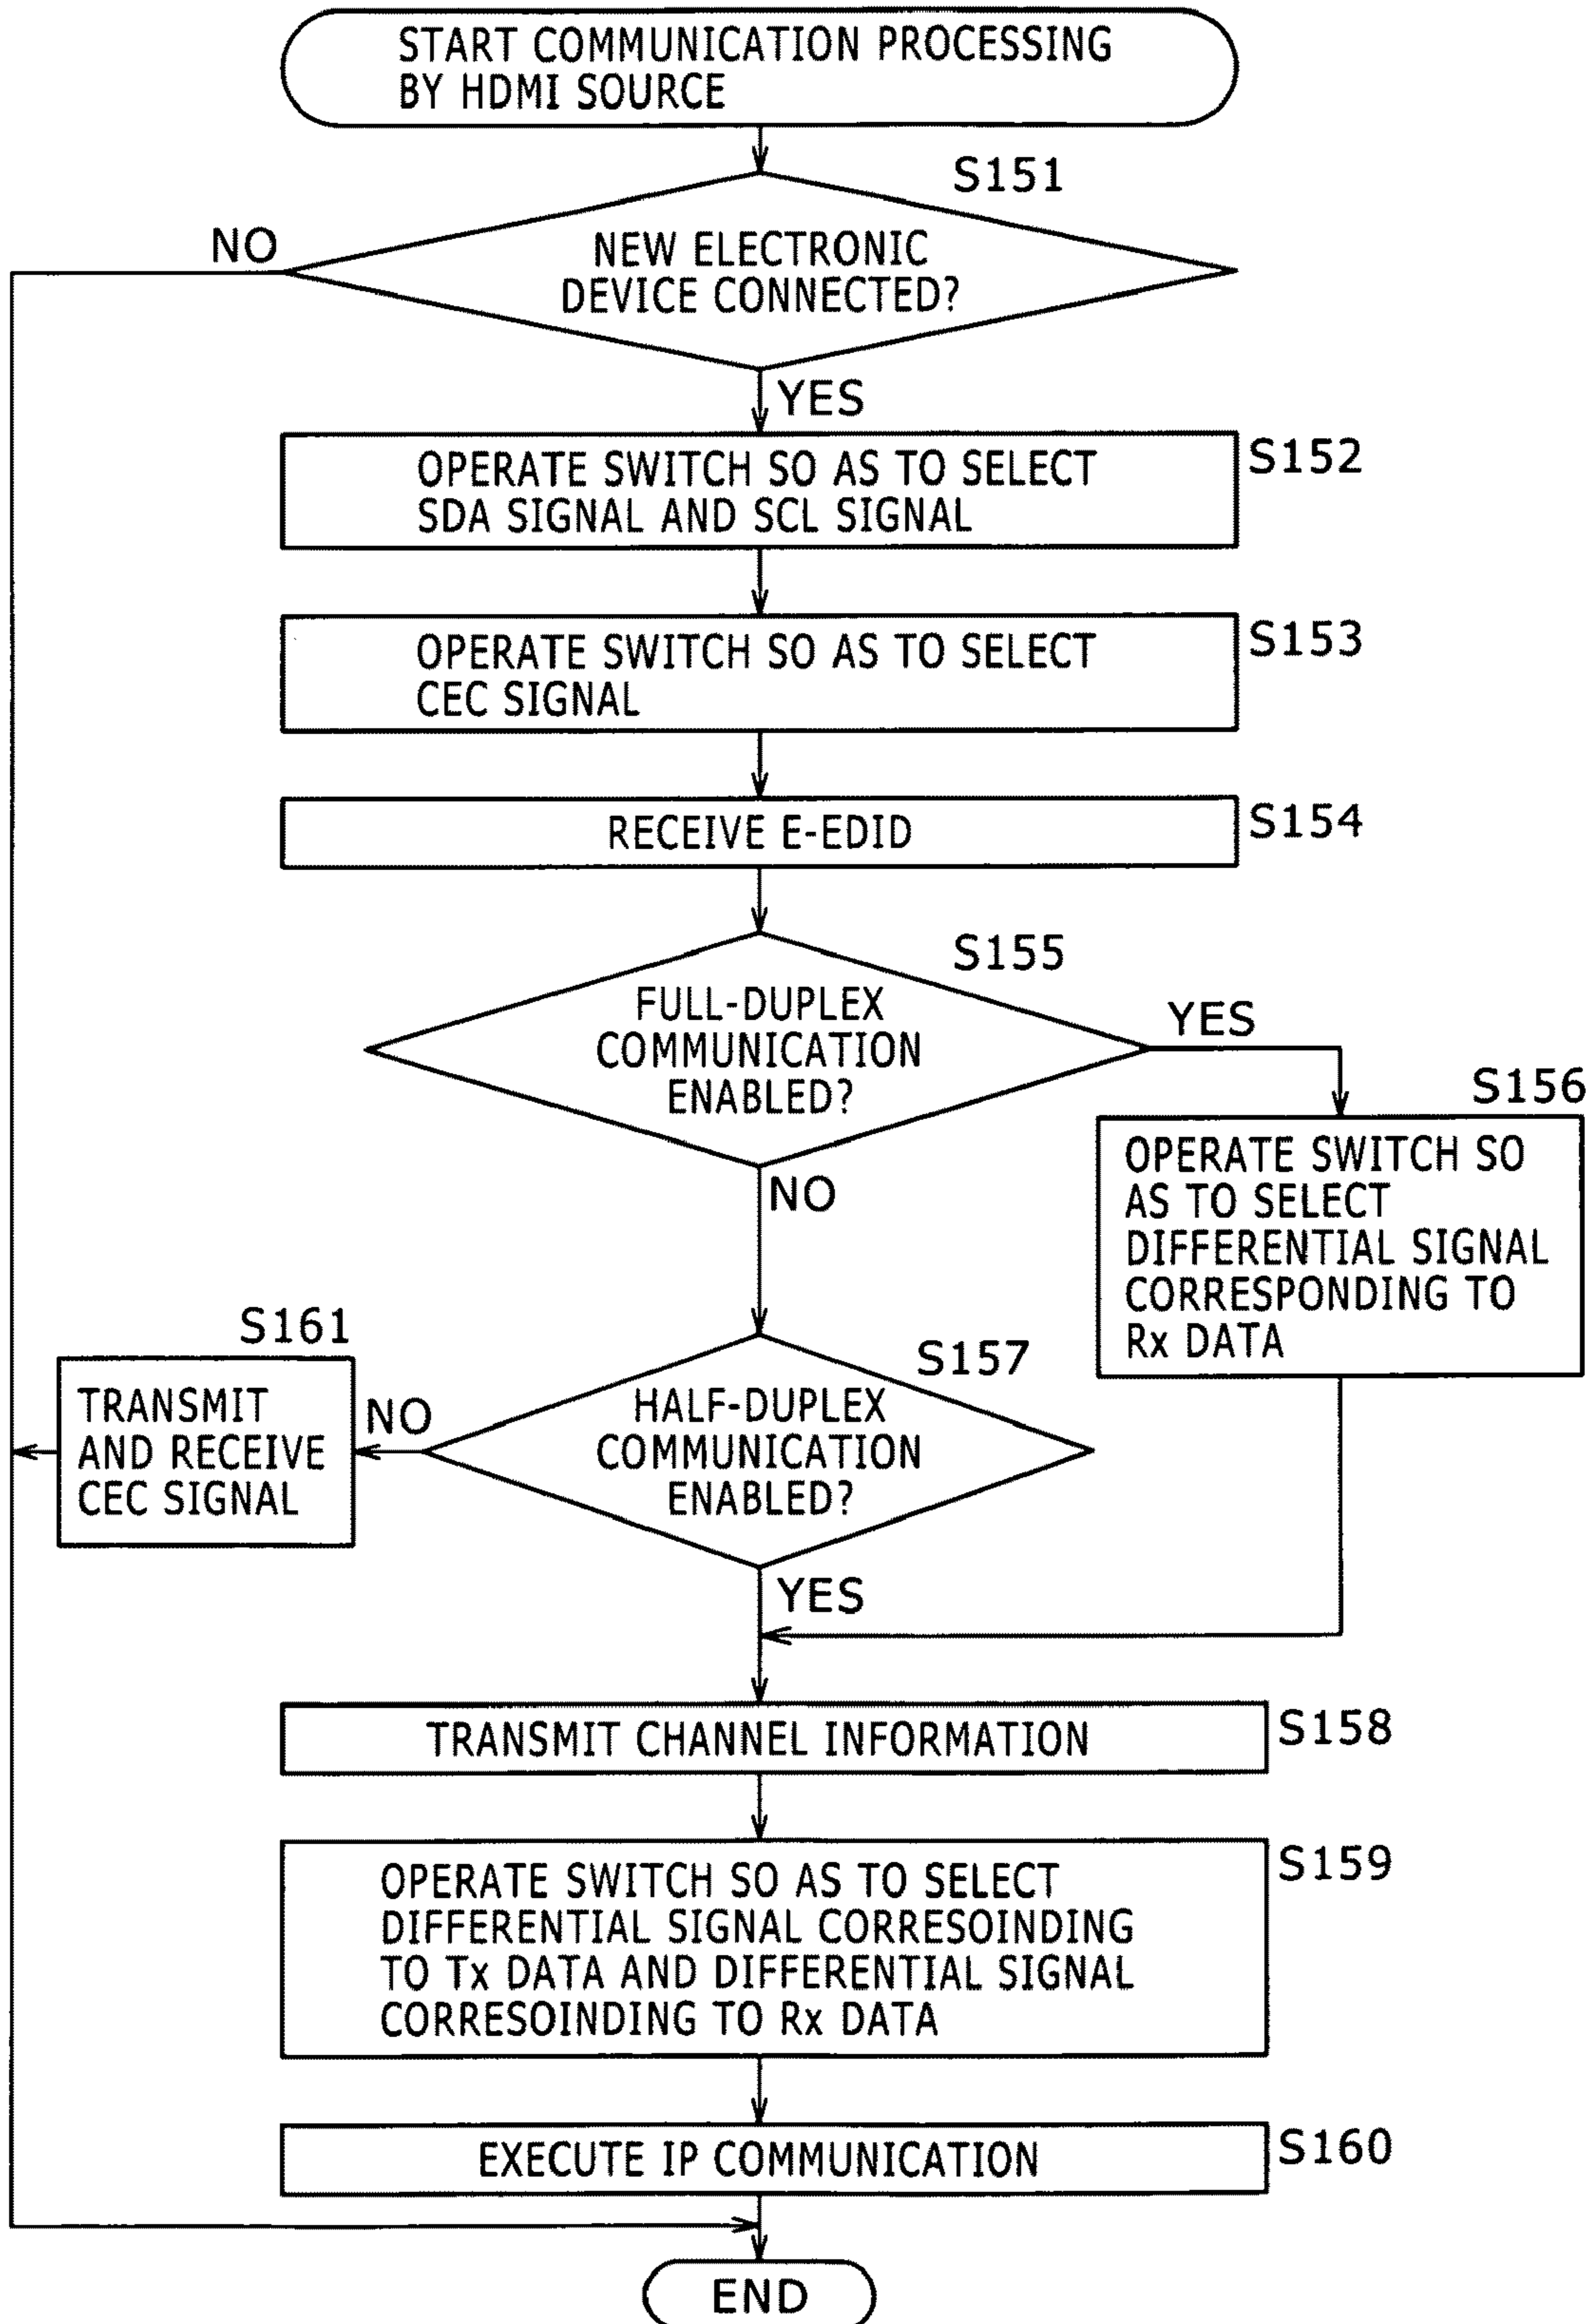 START COMMUNICATION PROCESSING
BY HDMI SOURCE
S151
NO
NEW ELECTRONIC
DEVICE CONNECTED?
YES
OPERATE SWITCH SO AS TO SELECT
SDA SIGNAL AND SCL SIGNAL
S152
OPERATE SWITCH SO AS TO SELECT
CEC SIGNAL
S153
RECEIVE E-EDID
S154
S155
FULL-DUPLEX
COMMUNICATION
ENABLED?
YES
NO
S156
OPERATE SWITCH SO
AS TO SELECT
DIFFERENTIAL SIGNAL
CORRESPONDING TO
Rx DATA
S161
TRANSMIT
AND RECEIVE
CEC SIGNAL
NO
S157
HALF-DUPLEX
COMMUNICATION
ENABLED?
YES
TRANSMIT CHANNEL INFORMATION
S158
OPERATE SWITCH SO AS TO SELECT
DIFFERENTIAL SIGNAL CORRESOINDING
TO Tx DATA AND DIFFERENTIAL SIGNAL
CORRESOINDING TO Rx DATA
S159
EXECUTE IP COMMUNICATION
S160
END